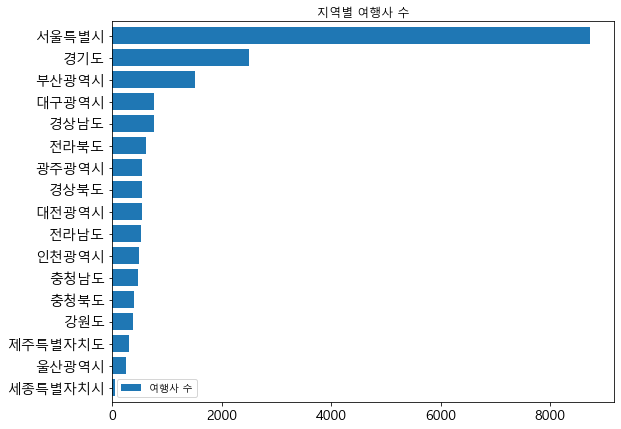 지역별 여행사 수
서울특별시
경기도
부산광역시
대구광역시
경상남도
전라북도
광주광역시
경상북도
대전광역시
전라남도
인천광역시
충청남도
충청북도
강원도
제주특별자치도
울산광역시
세종특별자치시
여행사 수
0 2000 4000 6000 8000